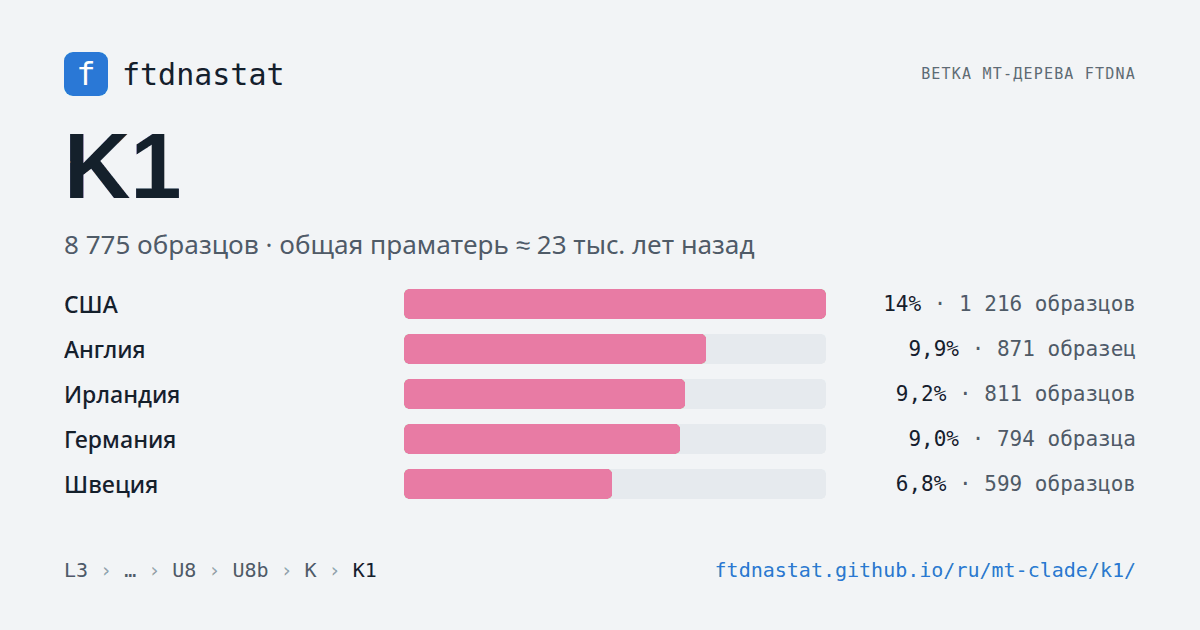 f ftdnastat
ВЕТКА МТ-ДЕРЕВА FTDNA
K1
8 775 образцов · общая праматерь ≈ 23 тыс. лет назад
США 14% · 1 216 образцов
Англия 9,9% · 871 образец
Ирландия 9,2% · 811 образцов
Германия 9,0% · 794 образца
Швеция 6,8% · 599 образцов
L3 › … › U8 › U8b › K › K1
ftdnastat.github.io/ru/mt-clade/k1/